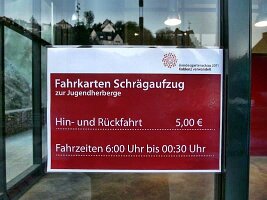 bundesgartenschau 2011
Koblenz verwandelt
Fahrkarten Schrägaufzug
zur Jugendherberge
Hin- und Rückfahrt 5,00 €
Fahrzeiten 6:00 Uhr bis 00:30 Uhr